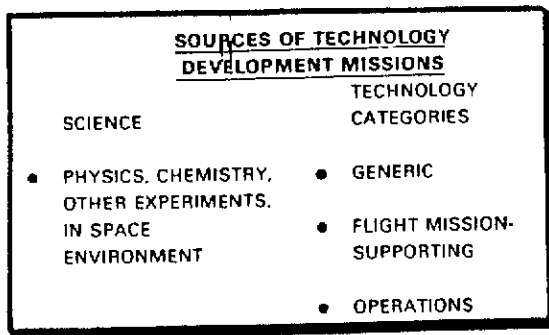 SOURCES OF TECHNOLOGY
DEVELOPMENT MISSIONS
SCIENCE
• PHYSICS, CHEMISTRY,
OTHER EXPERIMENTS,
IN SPACE
ENVIRONMENT
TECHNOLOGY
CATEGORIES
• GENERIC
• FLIGHT MISSION-
SUPPORTING
• OPERATIONS